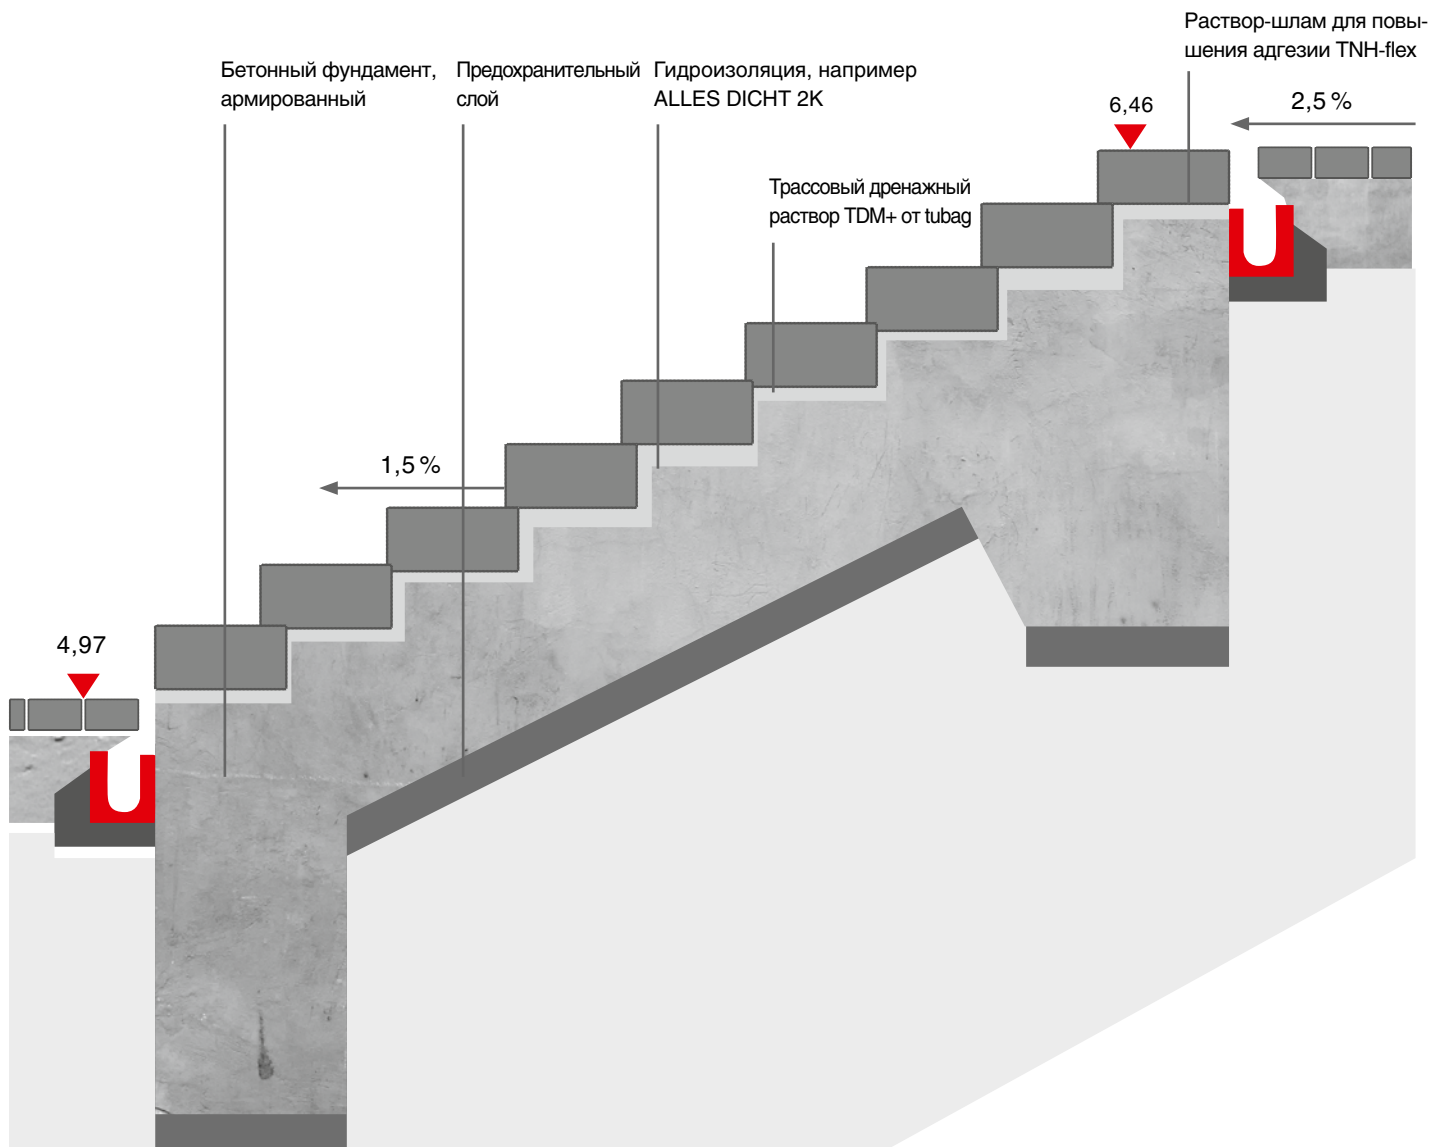 Раствор-шлам для повы-
шения адгезии TNH-flex
Бетонный фундамент,
армированный
Предохранительный
слой
Гидроизоляция, например
ALLES DICHT 2K
6,46
2,5 %
Трассовый дренажный
раствор TDM+ от tubag
1,5 %
4,97